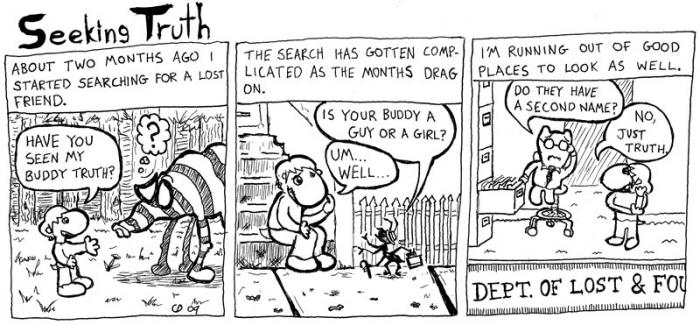 Seeking Truth
ABOUT TWO MONTHS AGO I
STARTED SEARCHING FOR A LOST
FRIEND.
?
HAVE YOU
SEEN MY
BUDDY TRUTH?
THE SEARCH HAS GOTTEN COMP-
LICATED AS THE MONTHS DRAG
ON.
IS YOUR BUDDY A
GUY OR A GIRL?
UM...
WELL...
I'M RUNNING OUT OF GOOD
PLACES TO LOOK AS WELL.
DO THEY HAVE
A SECOND NAME?
NO,
JUST
TRUTH.
DEPT. OF LOST & FOU